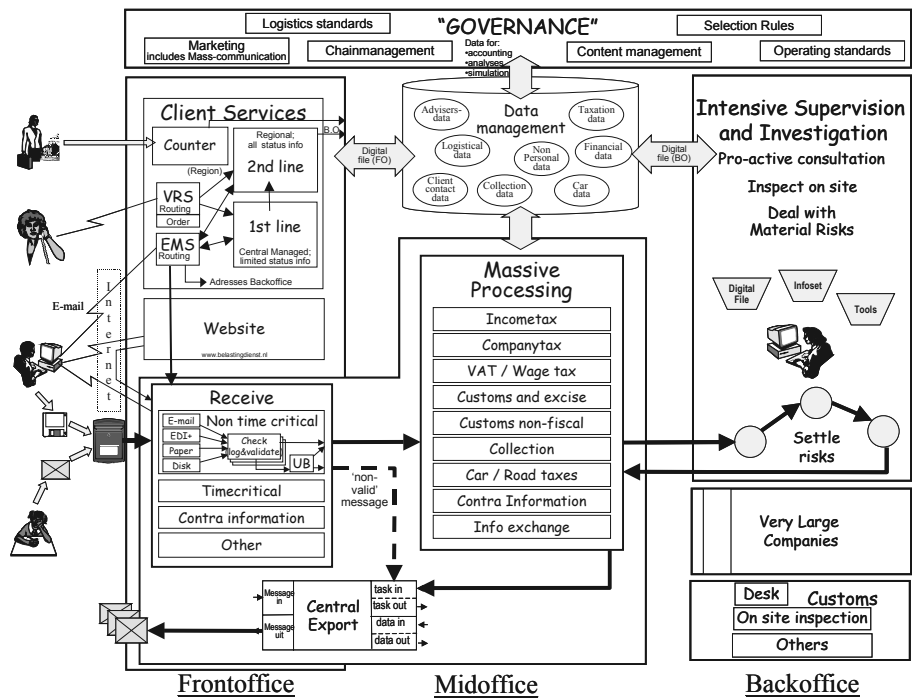 "GOVERNANCE"
Logistics standards
Selection Rules
Marketing
includes Mass-communication
Chainmanagement
Data for:
•accounting
•analyses
•simulation
Content management
Operating standards
Client Services
Counter
Regional;
all status info
2nd line
B.O.
(Region)
VRS
Routing
Order
1st line
Central Managed;
limited status info
EMS
Routing
Adresses Backoffice
Digital
file (FO)
Data
management
Advisers-
data
Taxation
data
Logistical
data
Non
Personal
data
Financial
data
Client
contact
data
Collection
data
Car
data
Digital
file (BO)
Intensive Supervision
and Investigation
Pro-active consultation
Inspect on site
Deal with
Material Risks
Digital
File
Infoset
Tools
Settle
risks
E-mail
Internet
Website
www.belastingdienst.nl
Massive
Processing
Incometax
Companytax
VAT / Wage tax
Customs and excise
Customs non-fiscal
Collection
Car / Road taxes
Contra Information
Info exchange
Receive
Non time critical
E-mail
EDI+
Paper
Disk
Check
log&validate
UB
Timecritical
Contra information
Other
'non-
valid'
message
Message
in
Message
uit
Central
Export
task in
task out
data in
data out
Very Large
Companies
Desk
Customs
On site inspection
Others
Frontoffice
Midoffice
Backoffice